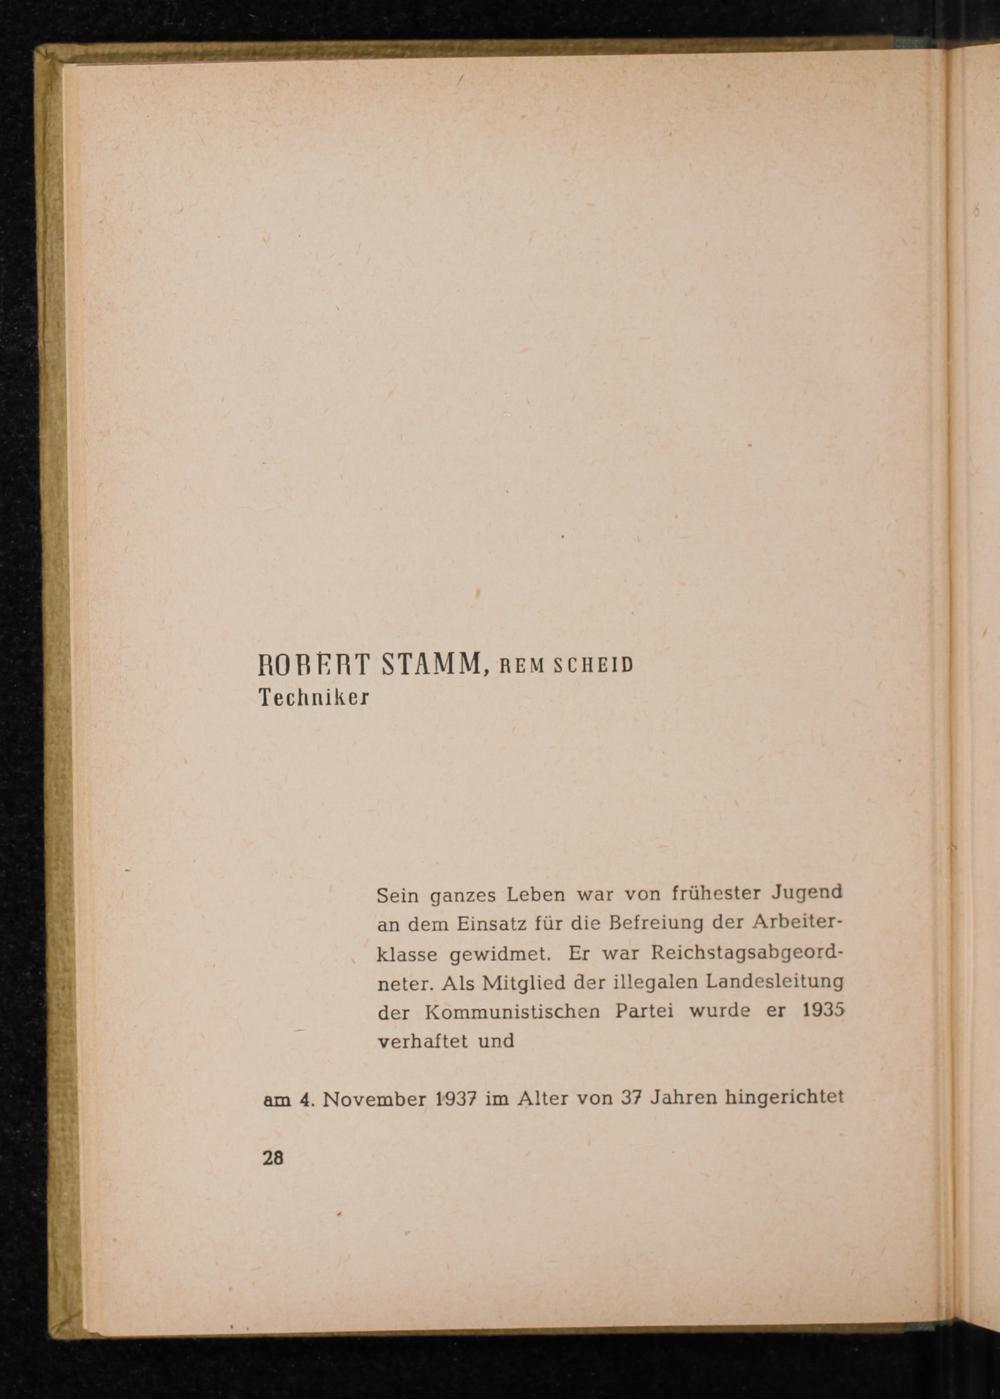 ROBERT STAMM, REMSCHEID
Techniker
Sein ganzes Leben war von frühester Jugend
an dem Einsatz für die Befreiung der Arbeiter-
klasse gewidmet. Er war Reichstagsabgeord-
neter. Als Mitglied der illegalen Landesleitung
der Kommunistischen Partei wurde er 1935
verhaftet und
am 4. November 1937 im Alter von 37 Jahren hingerichtet
28